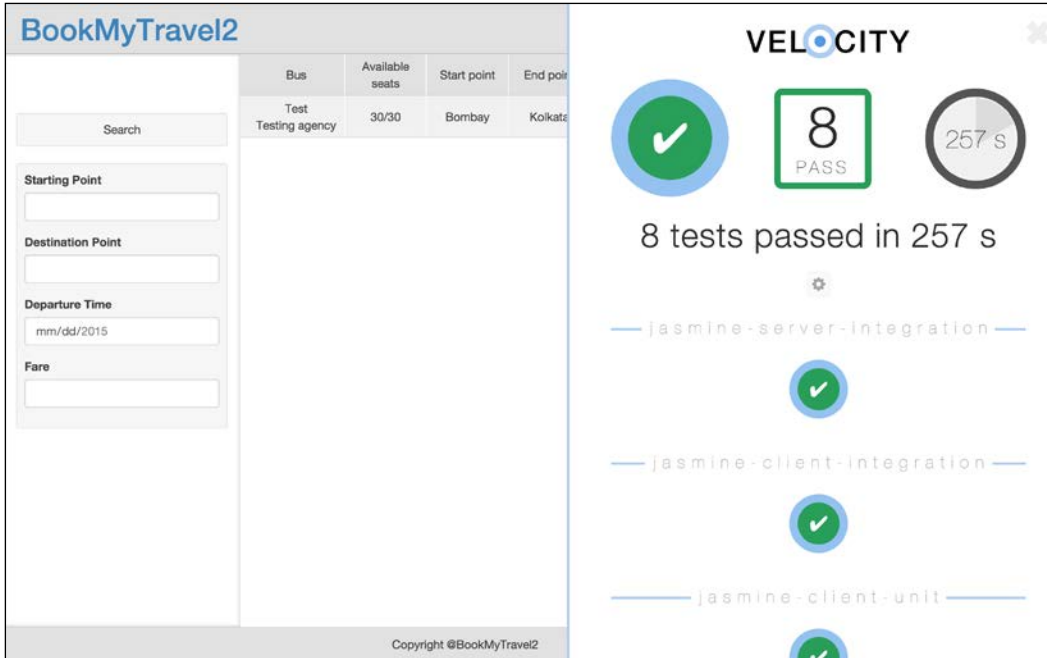 BookMyTravel2
Search
Starting Point
Destination Point
Departure Time
mm/dd/2015
Fare
Bus
Available
seats
Start point
End poin
Test
Testing agency
30/30
Bombay
Kolkata
Copyright @BookMyTravel2
VELOCITY
8
PASS
257 s
8 tests passed in 257 s
jasmine-server-integration
jasmine-client-integration
jasmine-client-unit